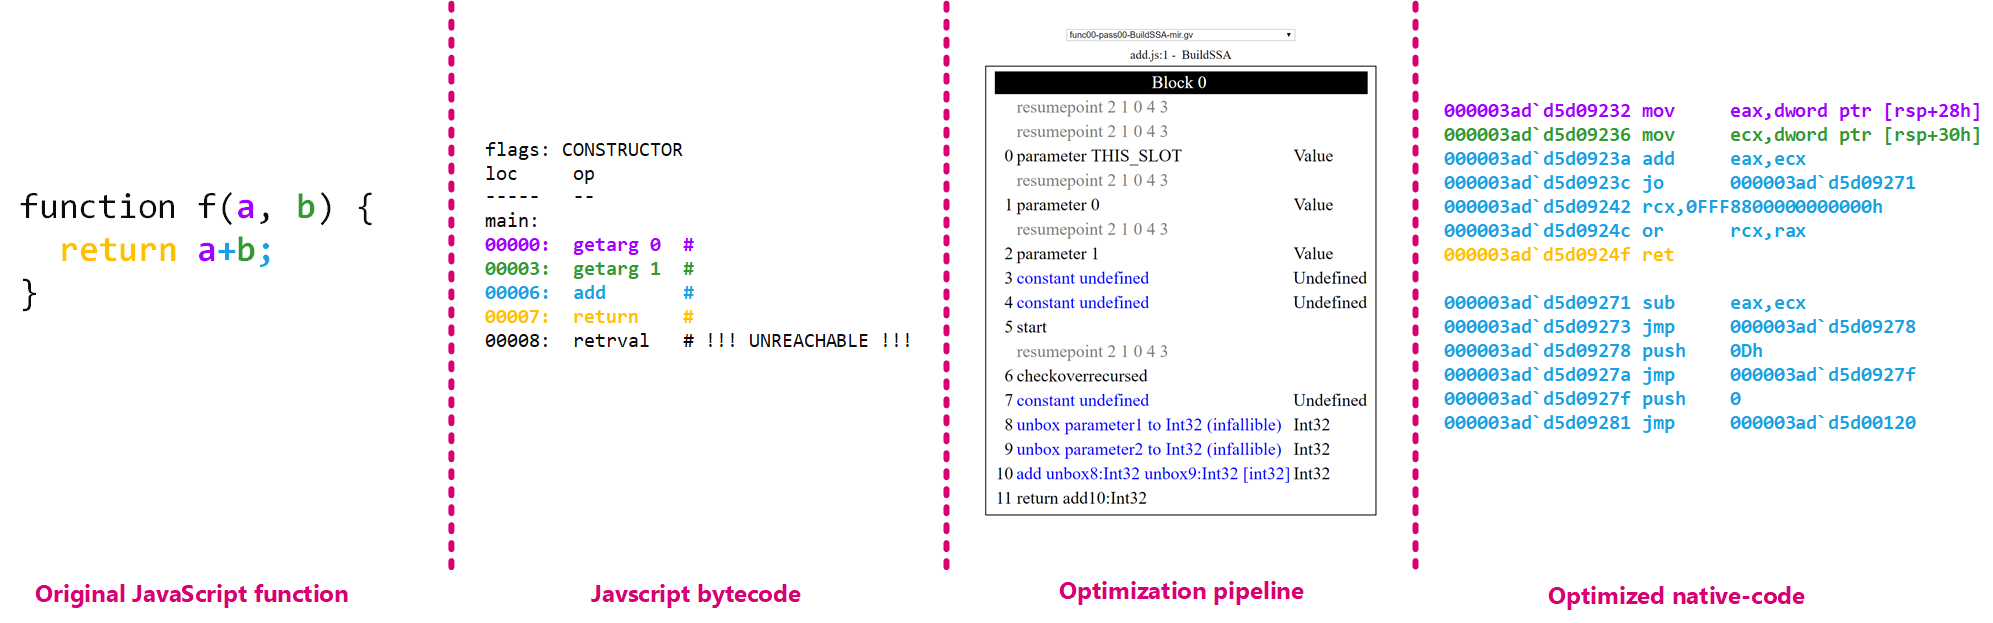 function f(a, b) {
return a+b;
}
Original JavaScript function
flags: CONSTRUCTOR
loc op
----- --
main:
00000: getarg 0 #
00003: getarg 1 #
00006: add #
00007: return #
00008: retrval # !!! UNREACHABLE !!!
Javscript bytecode
func00-pass00-BuildSSA-mir.gv
add.js:1 - BuildSSA
Block 0
resumepoint 2 1 0 4 3
resumepoint 2 1 0 4 3
0 parameter THIS_SLOT Value
resumepoint 2 1 0 4 3
1 parameter 0 Value
resumepoint 2 1 0 4 3
2 parameter 1 Value
3 constant undefined Undefined
4 constant undefined Undefined
5 start
resumepoint 2 1 0 4 3
6 checkoverrecursed
7 constant undefined Undefined
8 unbox parameter1 to Int32 (infallible) Int32
9 unbox parameter2 to Int32 (infallible) Int32
10 add unbox8:Int32 unbox9:Int32 [int32] Int32
11 return add10:Int32
Optimization pipeline
000003ad`d5d09232 mov eax,dword ptr [rsp+28h]
000003ad`d5d09236 mov ecx,dword ptr [rsp+30h]
000003ad`d5d0923a add eax,ecx
000003ad`d5d0923c jo 000003ad`d5d09271
000003ad`d5d09242 rcx,0FFF8800000000000h
000003ad`d5d0924c or rcx,rax
000003ad`d5d0924f ret
000003ad`d5d09271 sub eax,ecx
000003ad`d5d09273 jmp 000003ad`d5d09278
000003ad`d5d09278 push 0Dh
000003ad`d5d0927a jmp 000003ad`d5d0927f
000003ad`d5d0927f push 0
000003ad`d5d09281 jmp 000003ad`d5d00120
Optimized native-code